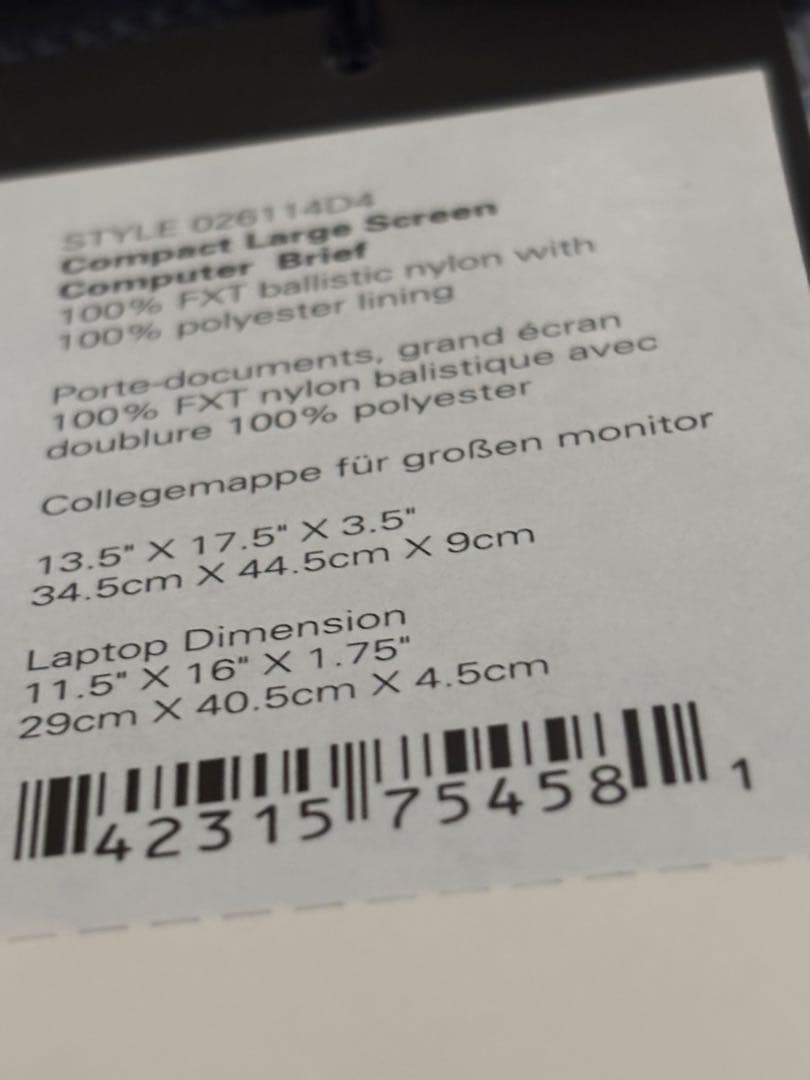 STYLE 026114D4
Compact Large Screen
Computer Brief
100% FXT ballistic nylon with
100% polyester lining
Porte-documents, grand écran
100% FXT nylon balistique avec
doublure 100% polyester
Collegemappe für großen monitor
13.5" X 17.5" X 3.5"
34.5cm X 44.5cm X 9cm
Laptop Dimension
11.5" X 16" X 1.75"
29cm X 40.5cm X 4.5cm
42315 75458 1